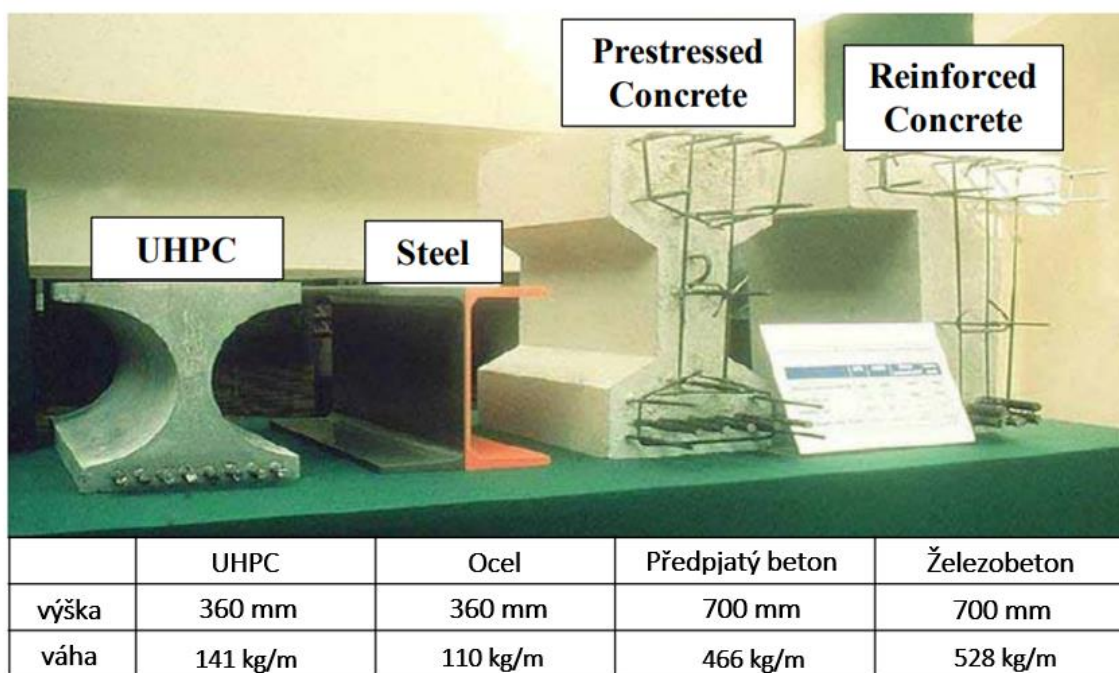 Prestressed
Concrete
Reinforced
Concrete
UHPC
Steel
UHPC Ocel Předpjatý beton Železobeton
výška 360 mm 360 mm 700 mm 700 mm
váha 141 kg/m 110 kg/m 466 kg/m 528 kg/m